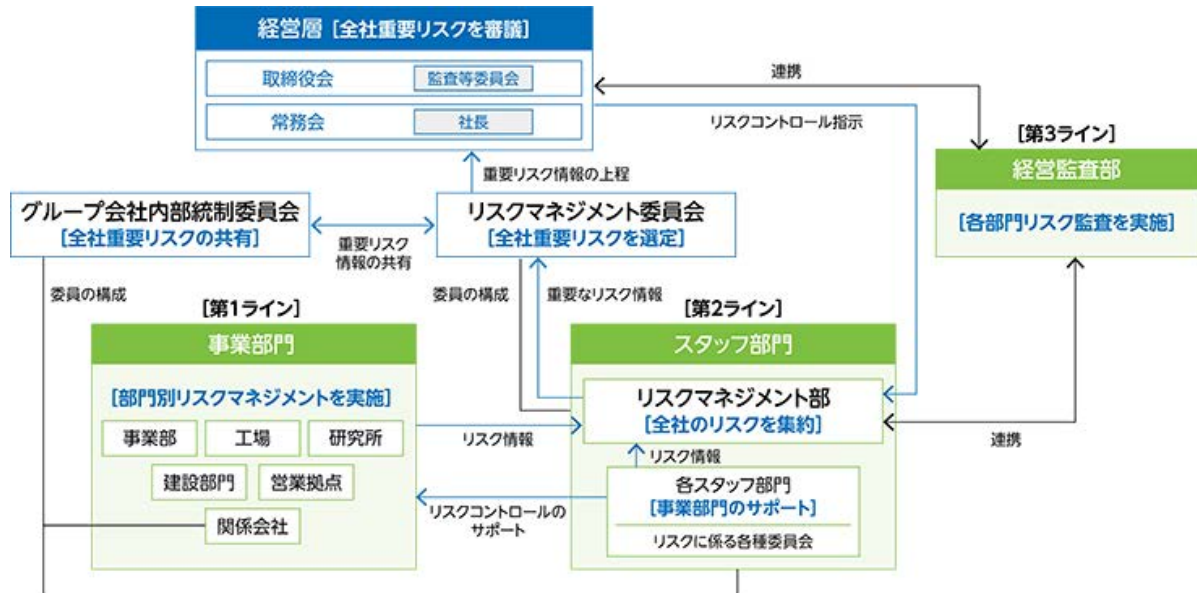 経営層 [全社重要リスクを審議]
取締役会
監査等委員会
常務会
社長
連携
リスクコントロール指示
[第3ライン]
経営監査部
[各部門リスク監査を実施]
重要リスク情報の上程
グループ会社内部統制委員会
[全社重要リスクの共有]
重要リスク
情報の共有
リスクマネジメント委員会
[全社重要リスクを選定]
委員の構成
委員の構成
重要なリスク情報
[第1ライン]
事業部門
[部門別リスクマネジメントを実施]
事業部
工場
研究所
建設部門
営業拠点
関係会社
リスク情報
リスクコントロールの
サポート
[第2ライン]
スタッフ部門
リスクマネジメント部
[全社のリスクを集約]
リスク情報
各スタッフ部門
[事業部門のサポート]
リスクに係る各種委員会
連携